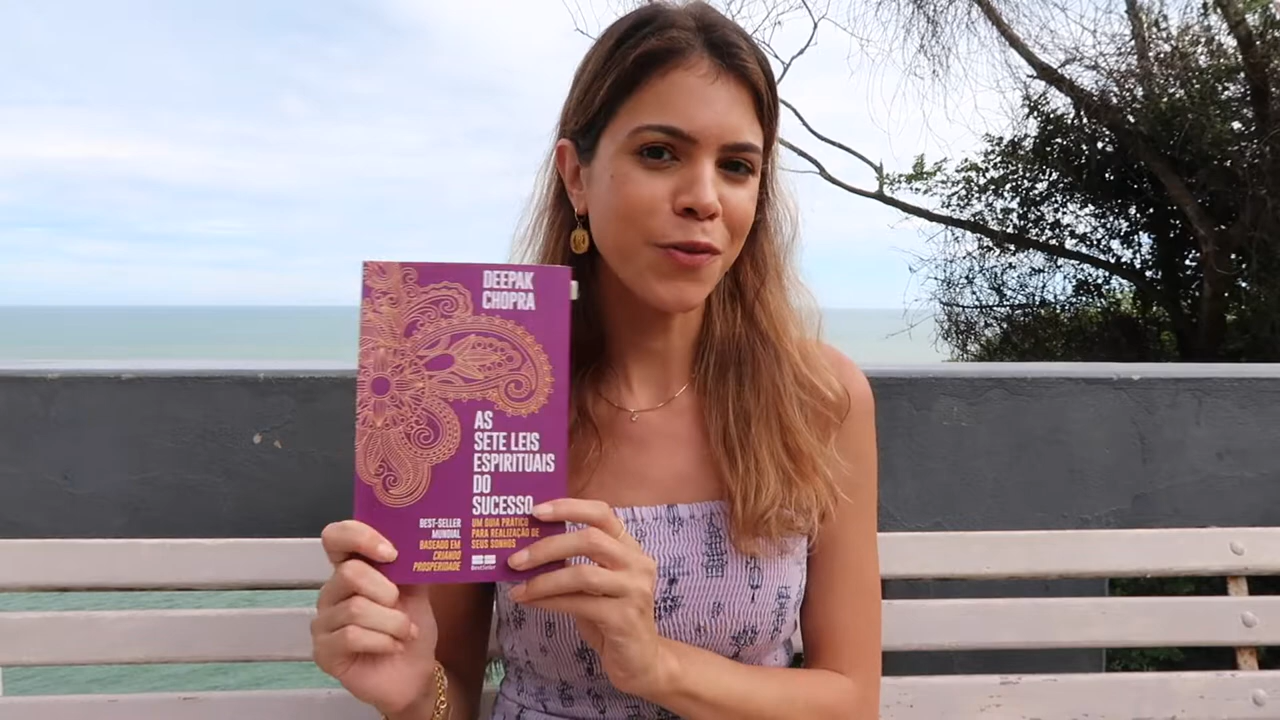 DEEPAK
CHOPRA
AS
SETE LEIS
ESPIRITUAIS
DO
SUCESSO
UM GUIA PRÁTICO
PARA REALIZAÇÃO DE
SEUS SONHOS
BEST-SELLER
MUNDIAL
BASEADO EM
CRIANDO
PROSPERIDADE
BestSeller